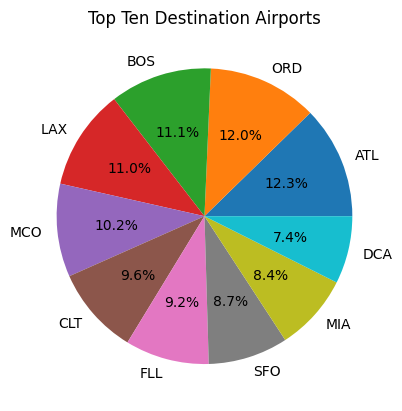 Top Ten Destination Airports
ATL
12.3%
ORD
12.0%
BOS
11.1%
LAX
11.0%
MCO
10.2%
CLT
9.6%
FLL
9.2%
SFO
8.7%
MIA
8.4%
DCA
7.4%